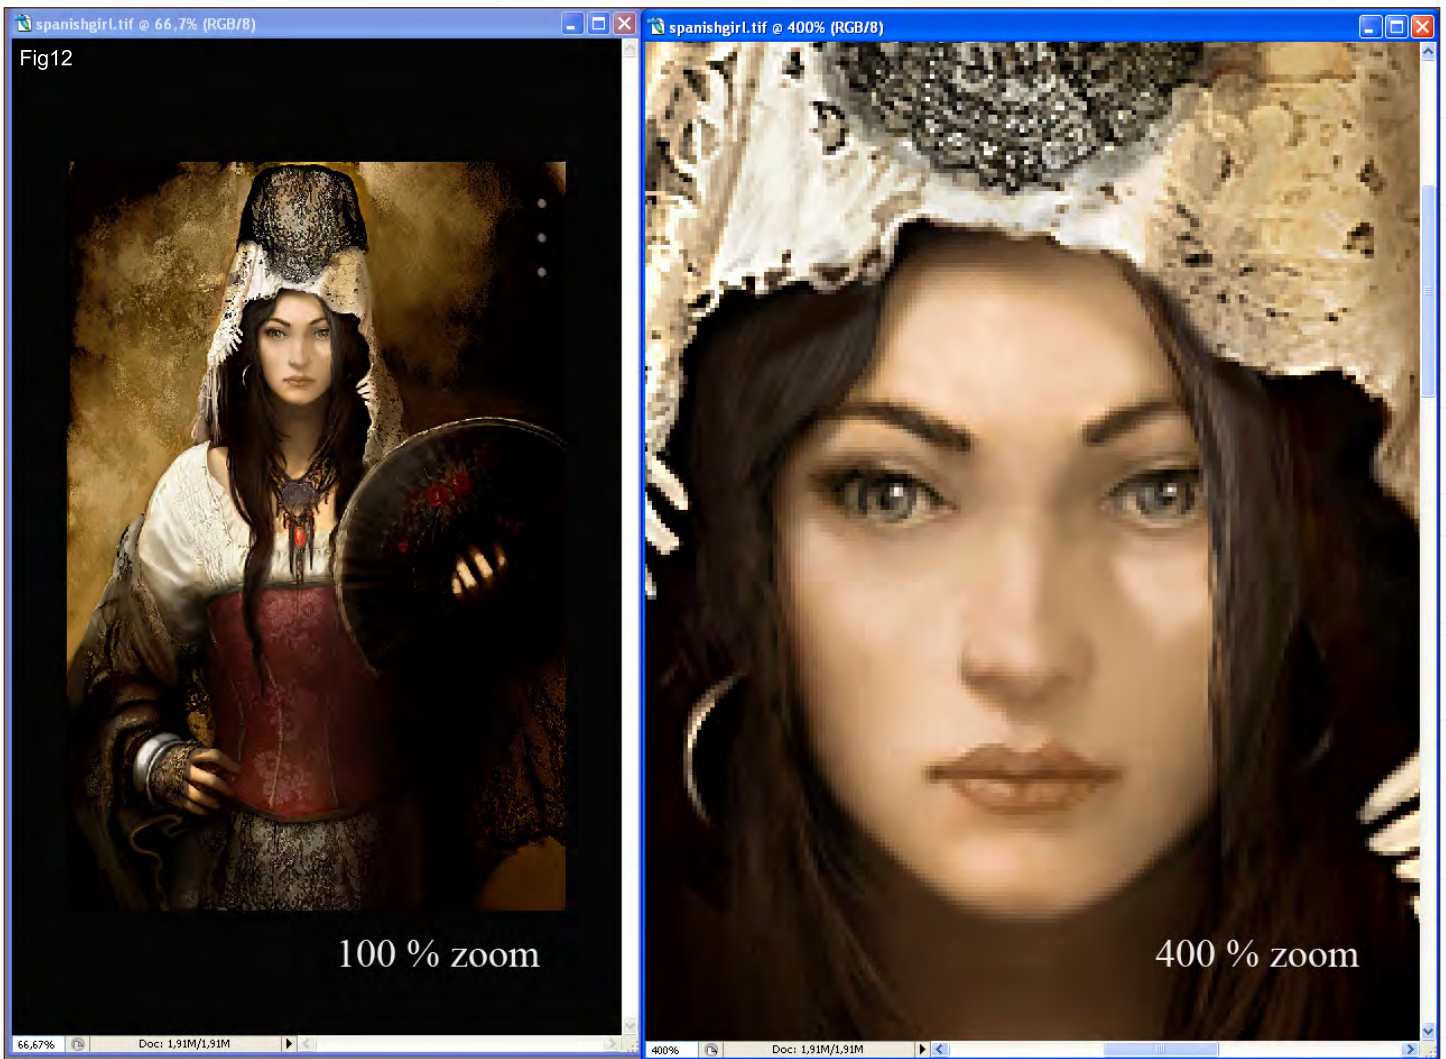 spanishgirl.tif @ 66,7% (RGB/8)
Fig12
100 % zoom
66,67%
Doc: 1,91M/1,91M
spanishgirl.tif @ 400% (RGB/8)
400 % zoom
400%
Doc: 1,91M/1,91M